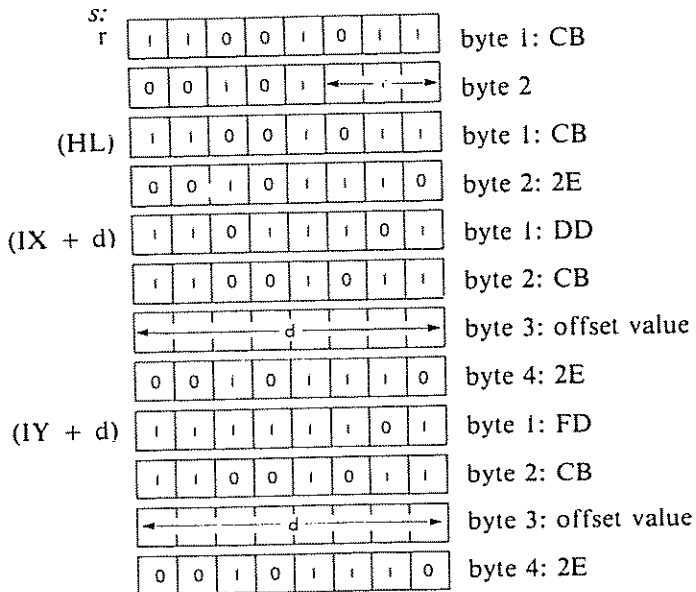 s:
r 1 1 0 0 1 0 1 1 byte 1: CB
0 0 1 0 1 byte 2
(HL) 1 1 0 0 1 0 1 1 byte 1: CB
0 0 1 0 1 1 1 0 byte 2: 2E
(IX + d) 1 1 0 1 1 1 0 1 byte 1: DD
1 1 0 0 1 0 1 1 byte 2: CB
d byte 3: offset value
0 0 1 0 1 1 1 0 byte 4: 2E
(IY + d) 1 1 1 1 1 1 0 1 byte 1: FD
1 1 0 0 1 0 1 1 byte 2: CB
d byte 3: offset value
0 0 1 0 1 1 1 0 byte 4: 2E